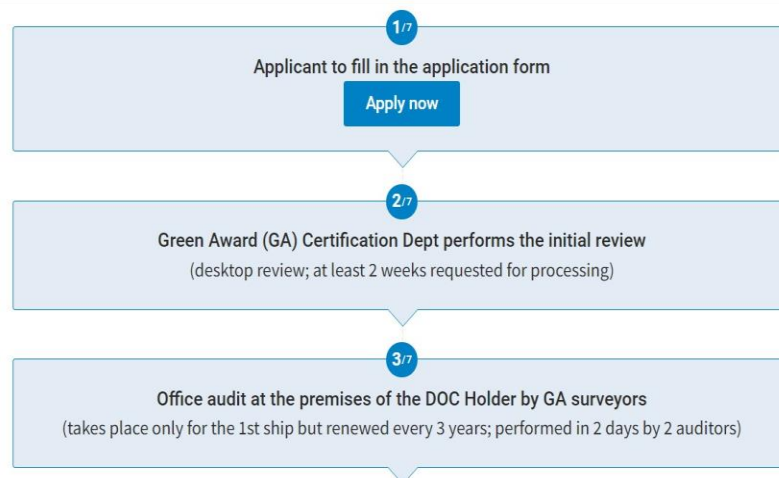 1/7
Applicant to fill in the application form
Apply now
2/7
Green Award (GA) Certification Dept performs the initial review
(desktop review; at least 2 weeks requested for processing)
3/7
Office audit at the premises of the DOC Holder by GA surveyors
(takes place only for the 1st ship but renewed every 3 years; performed in 2 days by 2 auditors)